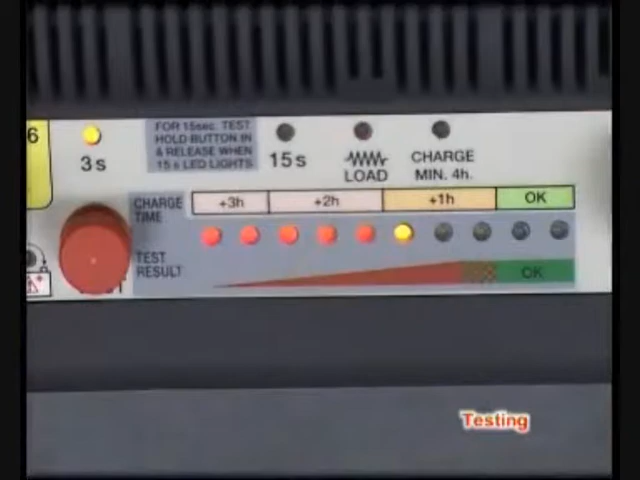 6
3 s
FOR 15sec. TEST
HOLD BUTTON IN
& RELEASE WHEN
15 s LED LIGHTS
15 s
LOAD
CHARGE
MIN. 4h.
CHARGE
TIME
+3h
+2h
+1h
OK
TEST
RESULT
OK
Testing